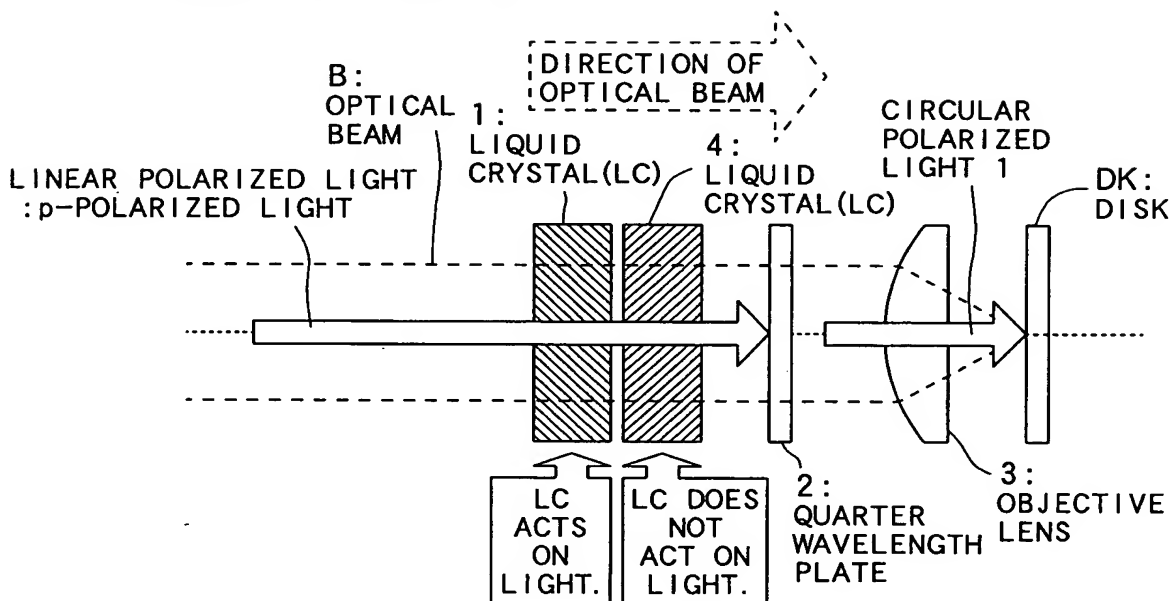 DIRECTION OF
OPTICAL BEAM
B:
OPTICAL
BEAM
1:
LIQUID
CRYSTAL(LC)
4:
LIQUID
CRYSTAL(LC)
CIRCULAR
POLARIZED
LIGHT 1
LINEAR POLARIZED LIGHT
:p-POLARIZED LIGHT
DK:
DISK
LC
ACTS
ON
LIGHT.
LC DOES
NOT
ACT ON
LIGHT.
2:
QUARTER
WAVELENGTH
PLATE
3:
OBJECTIVE
LENS